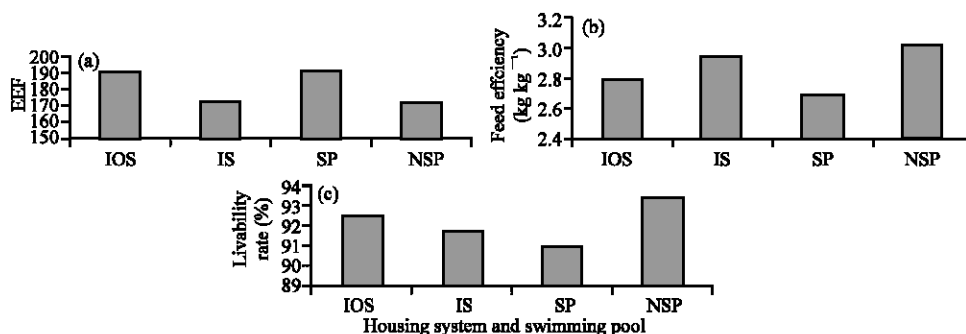 (a)
EEF
200
190
180
170
160
150
IOS IS SP NSP
(b)
Feed effciency
(kg kg⁻¹)
3.2
3.0
2.8
2.6
2.4
IOS IS SP NSP
(c)
Livability
rate (%)
94
93
92
91
90
89
IOS IS SP NSP
Housing system and swimming pool